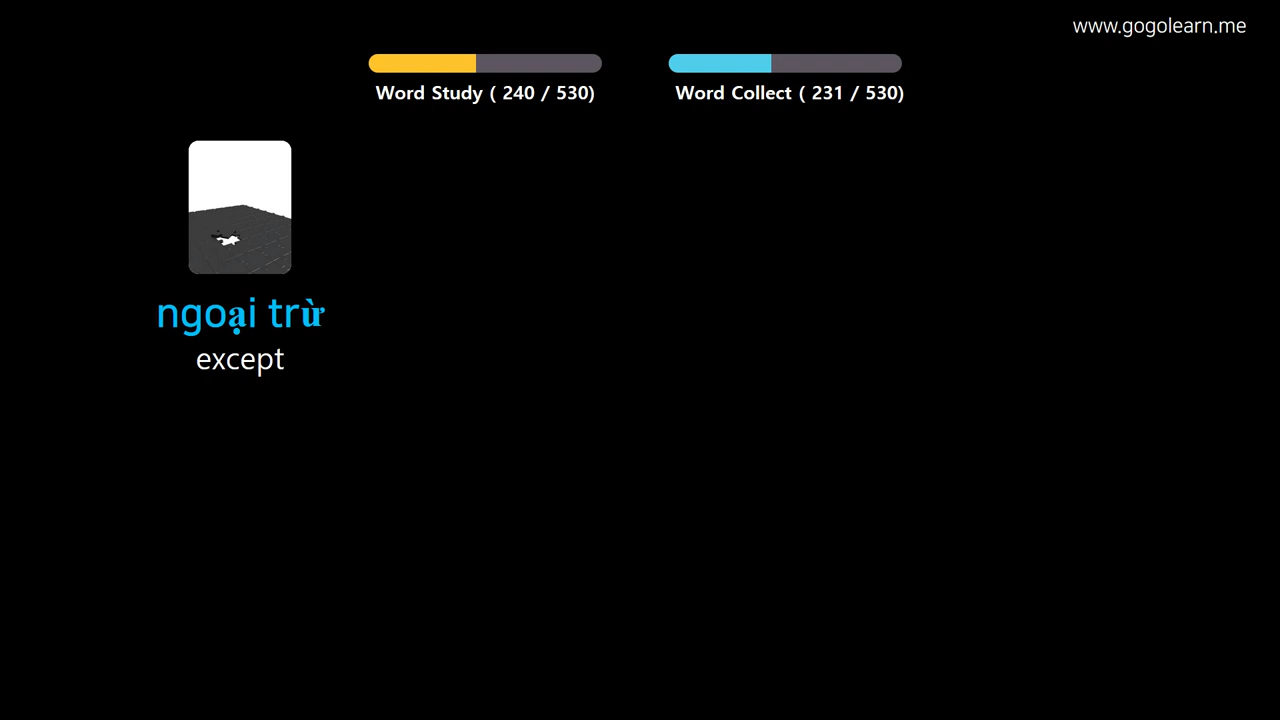 www.gogolearn.me
Word Study ( 240 / 530)
Word Collect ( 231 / 530)
ngoại trừ
except